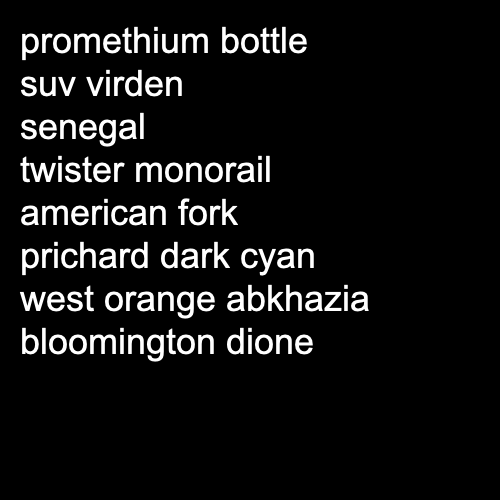 promethium bottle
suv virden
senegal
twister monorail
american fork
prichard dark cyan
west orange abkhazia
bloomington dione